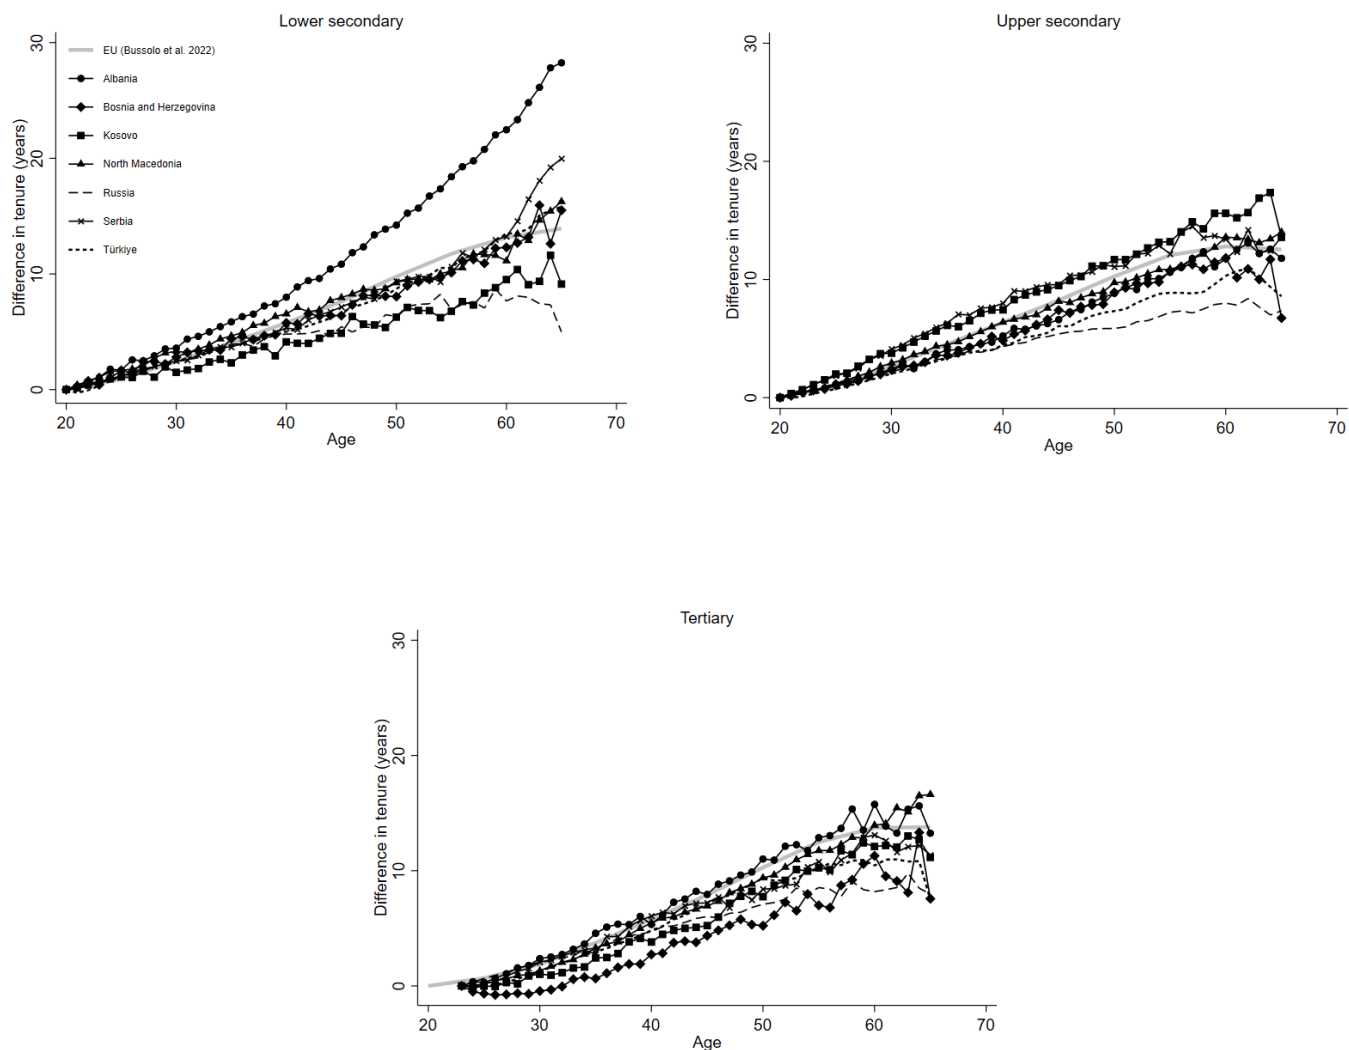 Lower secondary
Difference in tenure (years)
30
20
10
0
EU (Bussolo et al. 2022)
Albania
Bosnia and Herzegovina
Kosovo
North Macedonia
Russia
Serbia
Türkiye
20 30 40 50 60 70
Age
Upper secondary
Difference in tenure (years)
30
20
10
0
20 30 40 50 60 70
Age
Tertiary
Difference in tenure (years)
30
20
10
0
20 30 40 50 60 70
Age